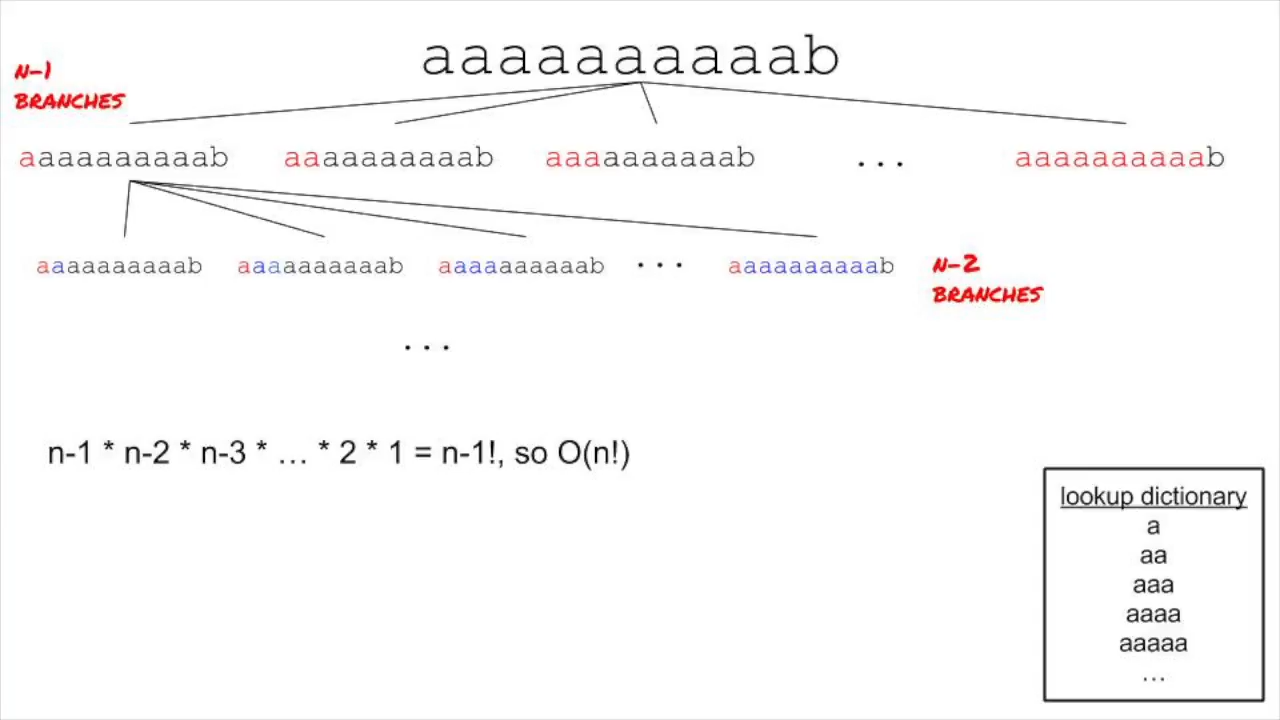 aaaaaaaaaab
n-1
branches
aaaaaaaaaab aaaaaaaaaab aaaaaaaaaab ... aaaaaaaaaab
aaaaaaaaaab aaaaaaaaaab aaaaaaaaaab ... aaaaaaaaaab
n-2
branches
...
n-1 * n-2 * n-3 * … * 2 * 1 = n-1!, so O(n!)
lookup dictionary
a
aa
aaa
aaaa
aaaaa
…